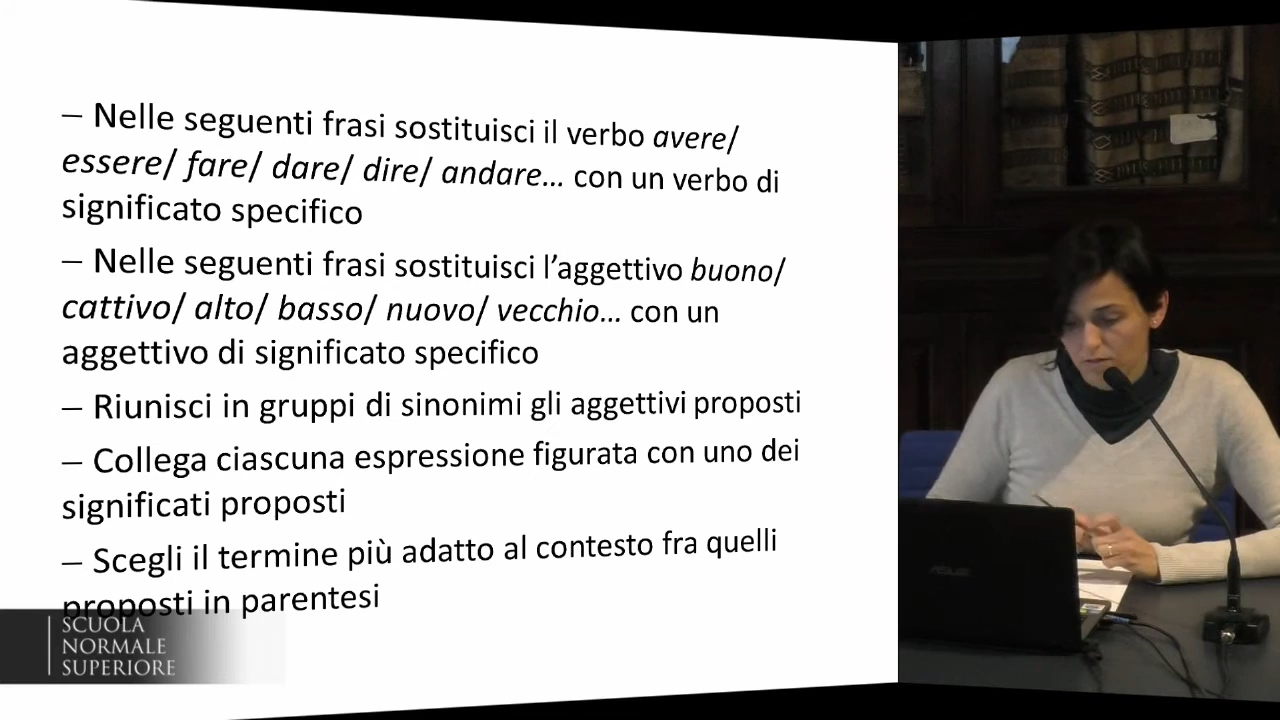 – Nelle seguenti frasi sostituisci il verbo avere/
essere/ fare/ dare/ dire/ andare... con un verbo di
significato specifico
– Nelle seguenti frasi sostituisci l'aggettivo buono/
cattivo/ alto/ basso/ nuovo/ vecchio... con un
aggettivo di significato specifico
– Riunisci in gruppi di sinonimi gli aggettivi proposti
– Collega ciascuna espressione figurata con uno dei
significati proposti
– Scegli il termine più adatto al contesto fra quelli
proposti in parentesi
SCUOLA
NORMALE
SUPERIORE
ASUS